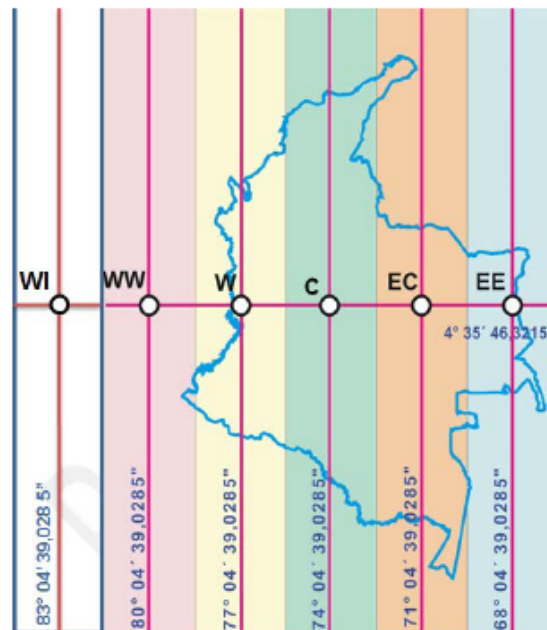 WI
WW
W
C
EC
EE
4° 35´ 46,3215
83° 04´ 39,028 5"
80° 04´ 39,0285"
77° 04´ 39,0285"
74° 04´ 39,0285"
71° 04´ 39,0285"
68° 04´ 39,0285"